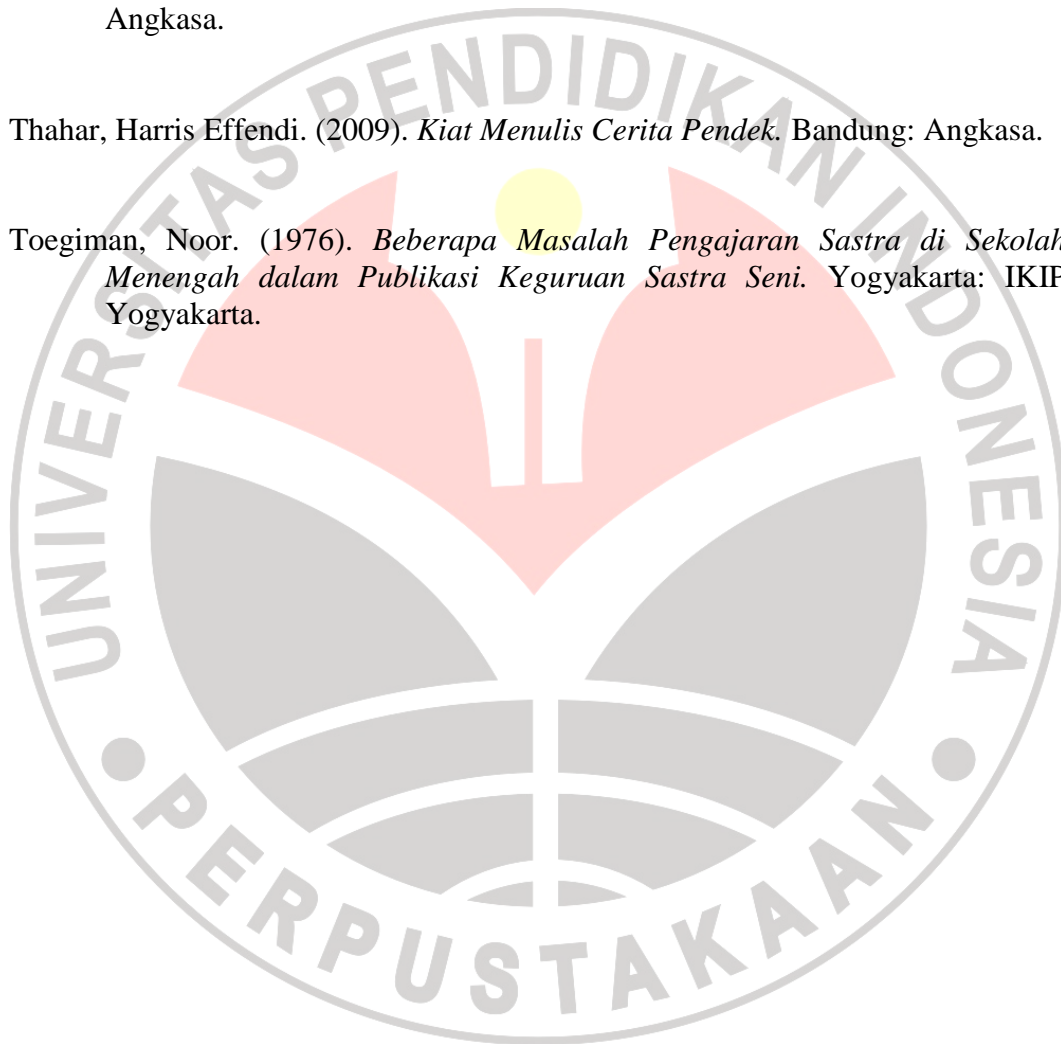 Angkasa.
Thahar, Harris Effendi. (2009). Kiat Menulis Cerita Pendek. Bandung: Angkasa.
Toegiman, Noor. (1976). Beberapa Masalah Pengajaran Sastra di Sekolah
Menengah dalam Publikasi Keguruan Sastra Seni. Yogyakarta: IKIP
Yogyakarta.
UNIVERSITAS PENDIDIKAN INDONESIA
PERPUSTAKAAN